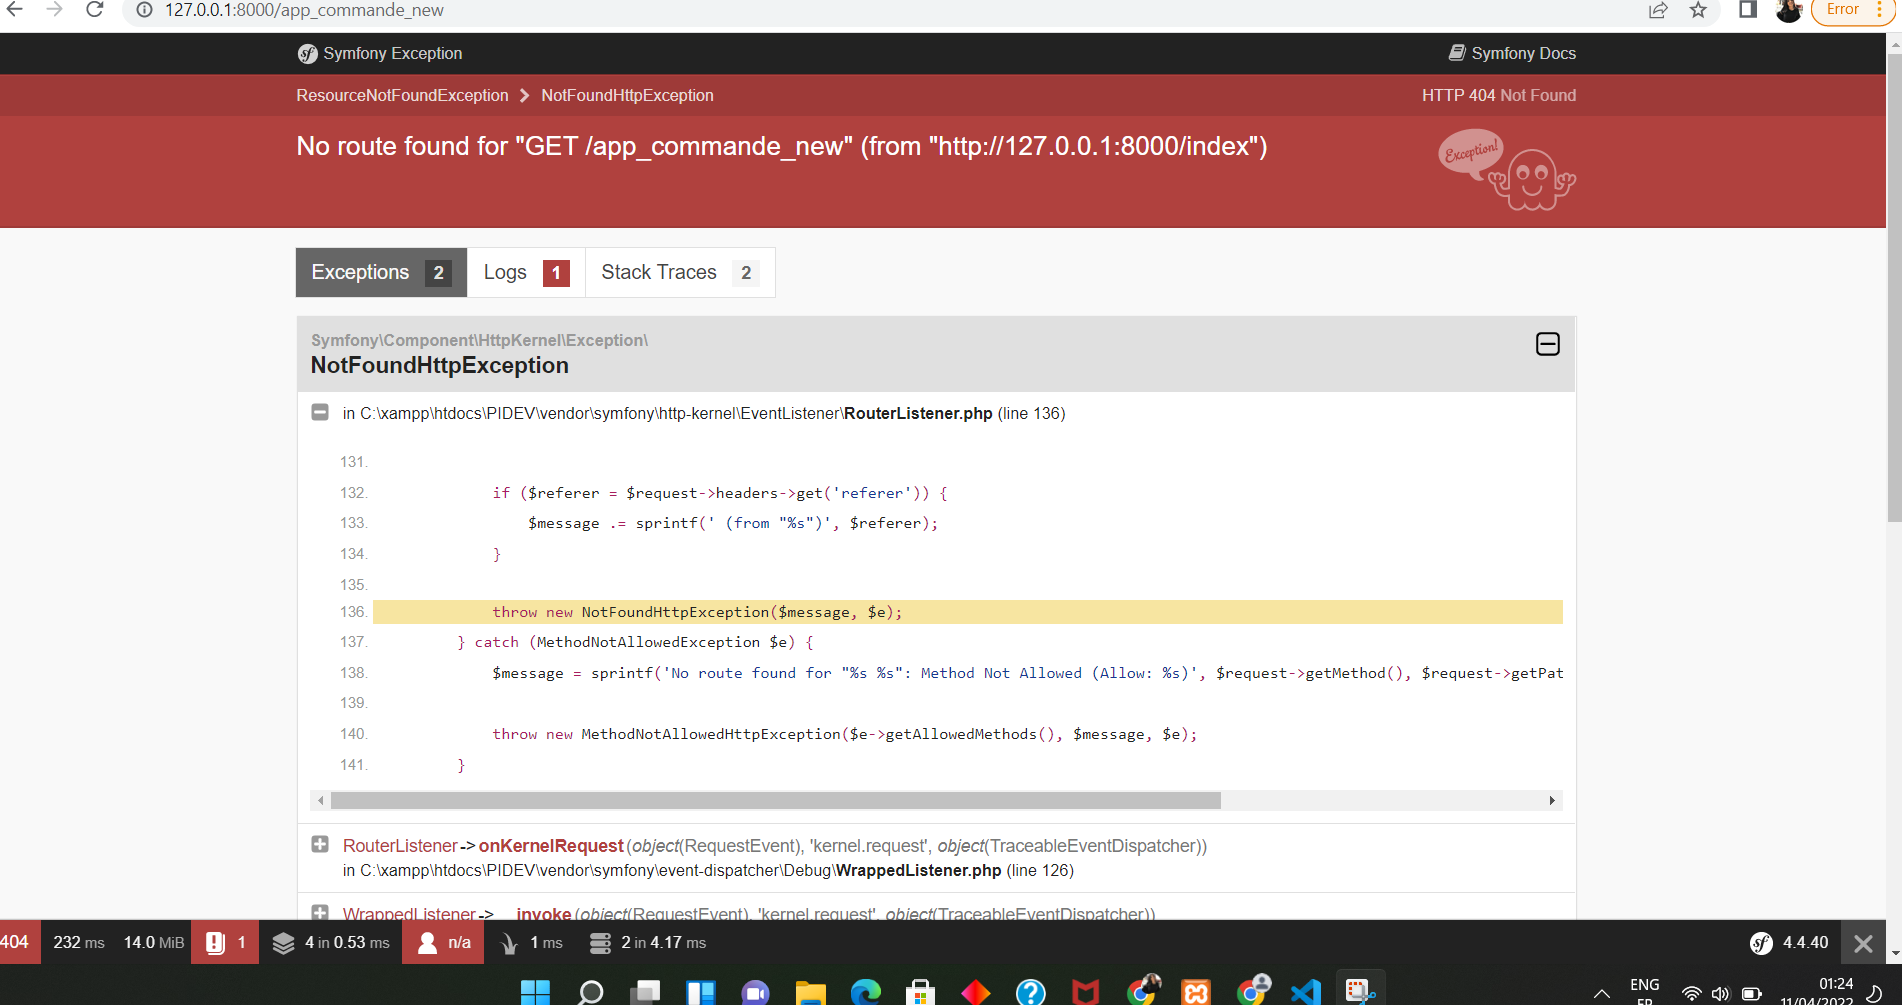 127.0.0.1:8000/app_commande_new
Error
Symfony Exception
Symfony Docs
ResourceNotFoundException
NotFoundHttpException
HTTP 404 Not Found
No route found for "GET /app_commande_new" (from "http://127.0.0.1:8000/index")
Exception!
Exceptions 2
Logs 1
Stack Traces 2
Symfony\Component\HttpKernel\Exception\
NotFoundHttpException
in C:\xampp\htdocs\PIDEV\vendor\symfony\http-kernel\EventListener\RouterListener.php (line 136)
131.
132. if ($referer = $request->headers->get('referer')) {
133. $message .= sprintf(' (from "%s")', $referer);
134. }
135.
136. throw new NotFoundHttpException($message, $e);
137. } catch (MethodNotAllowedException $e) {
138. $message = sprintf('No route found for "%s %s": Method Not Allowed (Allow: %s)', $request->getMethod(), $request->getPat
139.
140. throw new MethodNotAllowedHttpException($e->getAllowedMethods(), $message, $e);
141. }
RouterListener->onKernelRequest(object(RequestEvent), 'kernel.request', object(TraceableEventDispatcher))
in C:\xampp\htdocs\PIDEV\vendor\symfony\event-dispatcher\Debug\WrappedListener.php (line 126)
WrappedListener->__invoke(object(RequestEvent), 'kernel.request', object(TraceableEventDispatcher))
404
232 ms
14.0 MiB
1
4 in 0.53 ms
n/a
1 ms
2 in 4.17 ms
sf 4.4.40
ENG
FR
01:24
11/04/2022